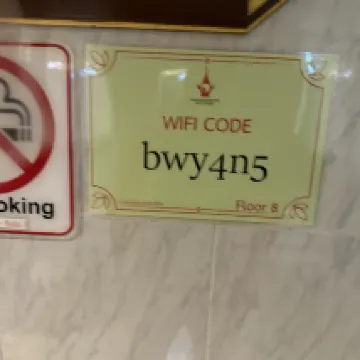 WIFI CODE
bwy4n5
Floor 8
oking